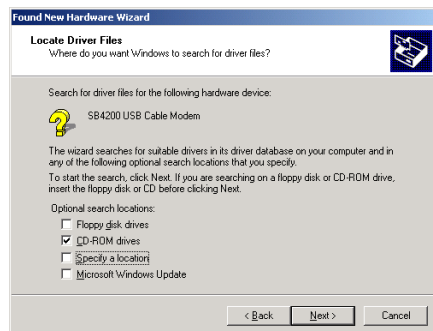 Found New Hardware Wizard
Locate Driver Files
Where do you want Windows to search for driver files?
Search for driver files for the following hardware device:
SB4200 USB Cable Modem
The wizard searches for suitable drivers in its driver database on your computer and in
any of the following optional search locations that you specify.
To start the search, click Next. If you are searching on a floppy disk or CD-ROM drive,
insert the floppy disk or CD before clicking Next.
Optional search locations:
Floppy disk drives
CD-ROM drives
Specify a location
Microsoft Windows Update
< Back Next > Cancel